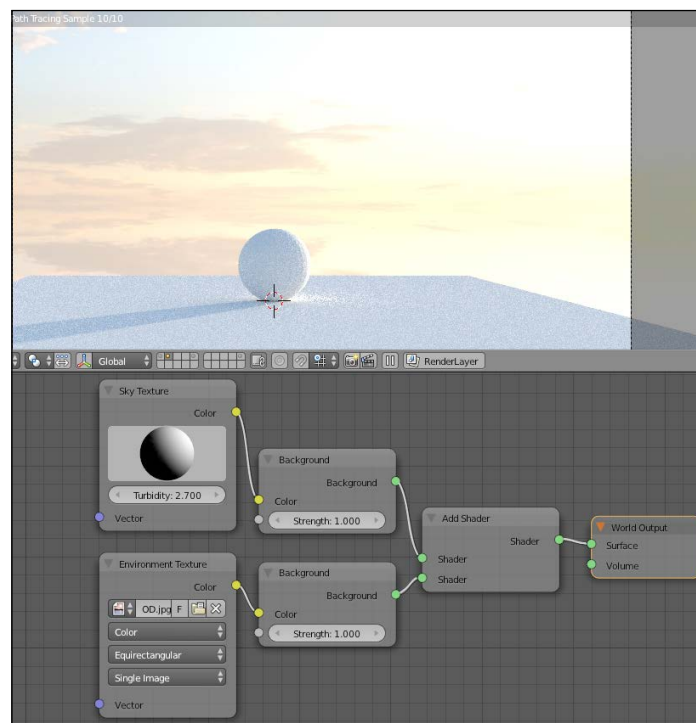 Path Tracing Sample 10/10
Global
RenderLayer
Sky Texture
Color
Turbidity: 2.700
Vector
Background
Background
Color
Strength: 1.000
Add Shader
Shader
Shader
Shader
World Output
Surface
Volume
Environment Texture
Color
OD.jpg F
Color
Equirectangular
Single Image
Vector
Background
Background
Color
Strength: 1.000